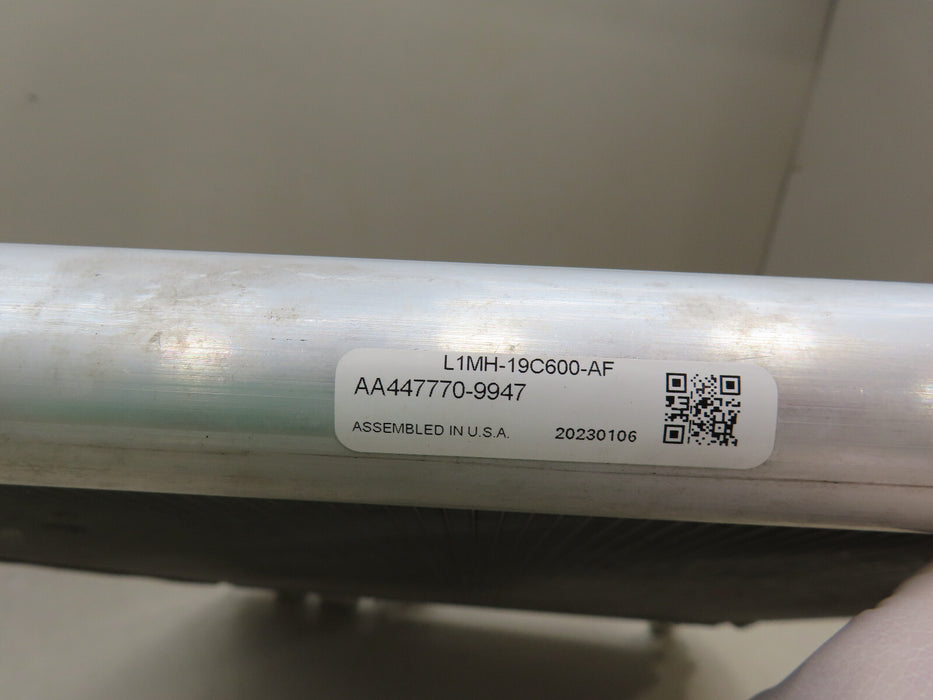 L1MH-19C600-AF
AA447770-9947
ASSEMBLED IN U.S.A. 20230106